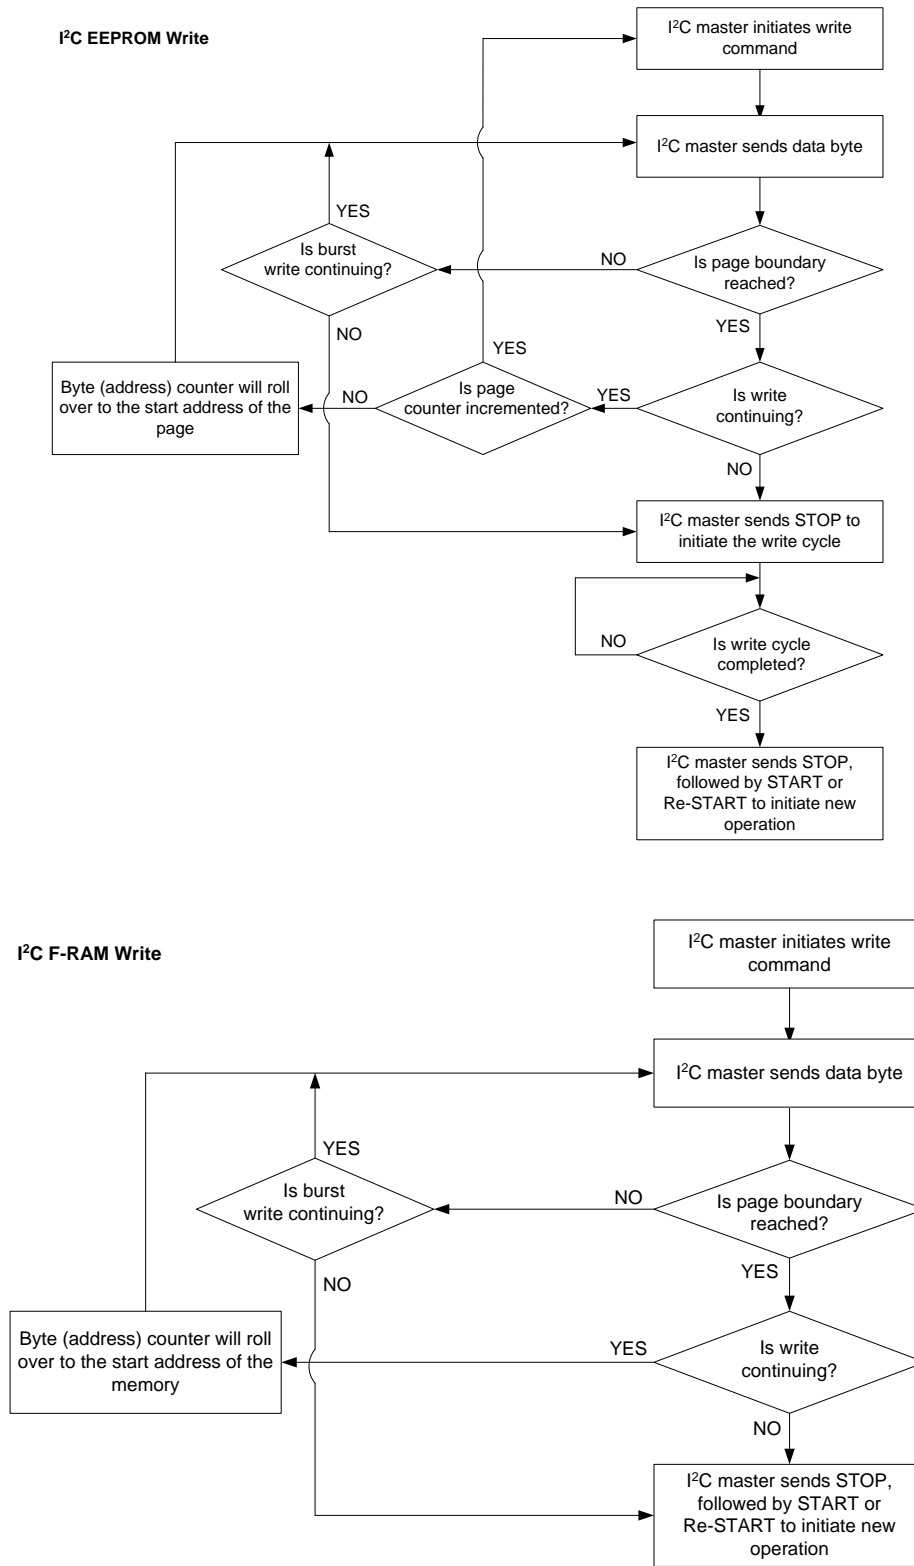 I²C EEPROM Write
I²C master initiates write
command
I²C master sends data byte
YES
Is burst
write continuing?
NO
Is page boundary
reached?
NO
YES
YES
Byte (address) counter will roll
over to the start address of the
page
NO
Is page
counter incremented?
YES
Is write
continuing?
NO
I²C master sends STOP to
initiate the write cycle
NO
Is write cycle
completed?
YES
I²C master sends STOP,
followed by START or
Re-START to initiate new
operation
I²C F-RAM Write
I²C master initiates write
command
I²C master sends data byte
YES
Is burst
write continuing?
NO
Is page boundary
reached?
NO
YES
Byte (address) counter will roll
over to the start address of the
memory
YES
Is write
continuing?
NO
I²C master sends STOP,
followed by START or
Re-START to initiate new
operation